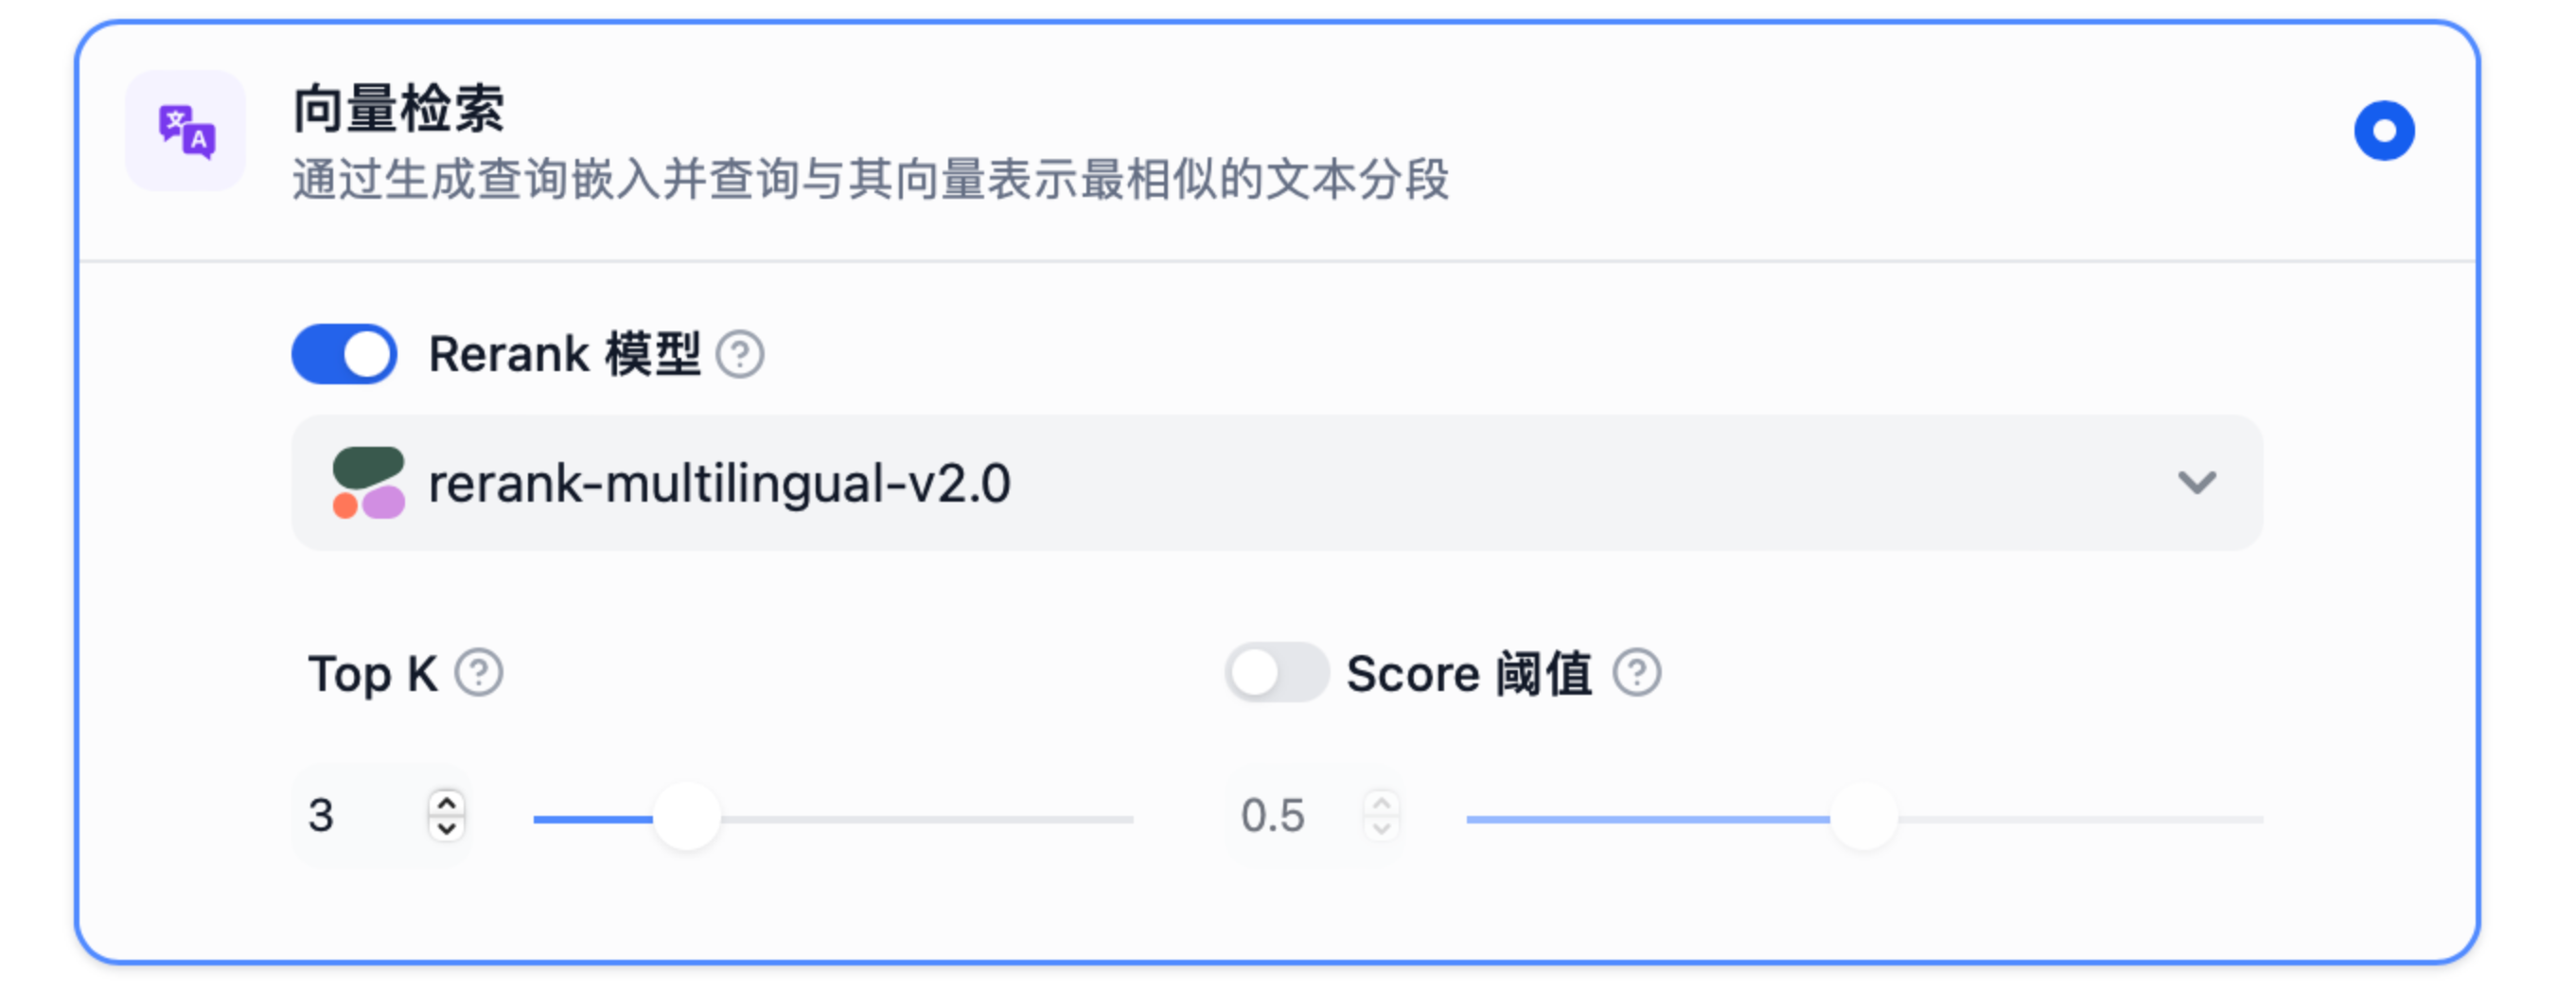 向量检索
通过生成查询嵌入并查询与其向量表示最相似的文本分段
Rerank 模型
rerank-multilingual-v2.0
Top K
Score 阈值
3
0.5